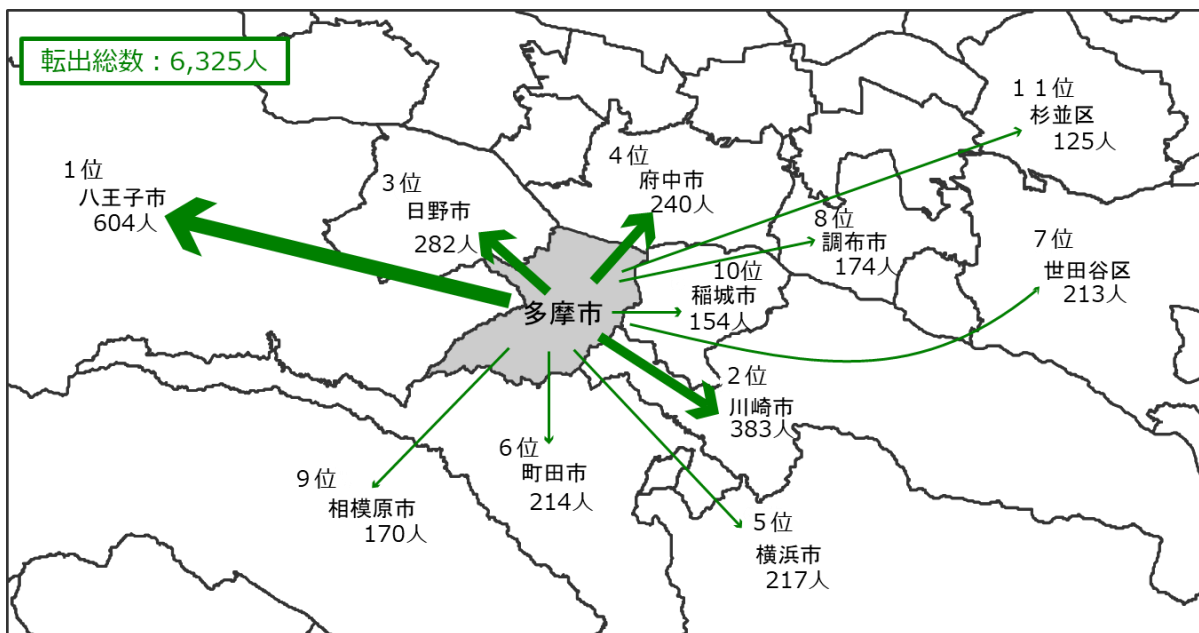 転出総数：6,325人
1位
八王子市
604人
3位
日野市
282人
4位
府中市
240人
11位
杉並区
125人
8位
調布市
174人
7位
世田谷区
213人
10位
稲城市
154人
多摩市
2位
川崎市
383人
6位
町田市
214人
9位
相模原市
170人
5位
横浜市
217人